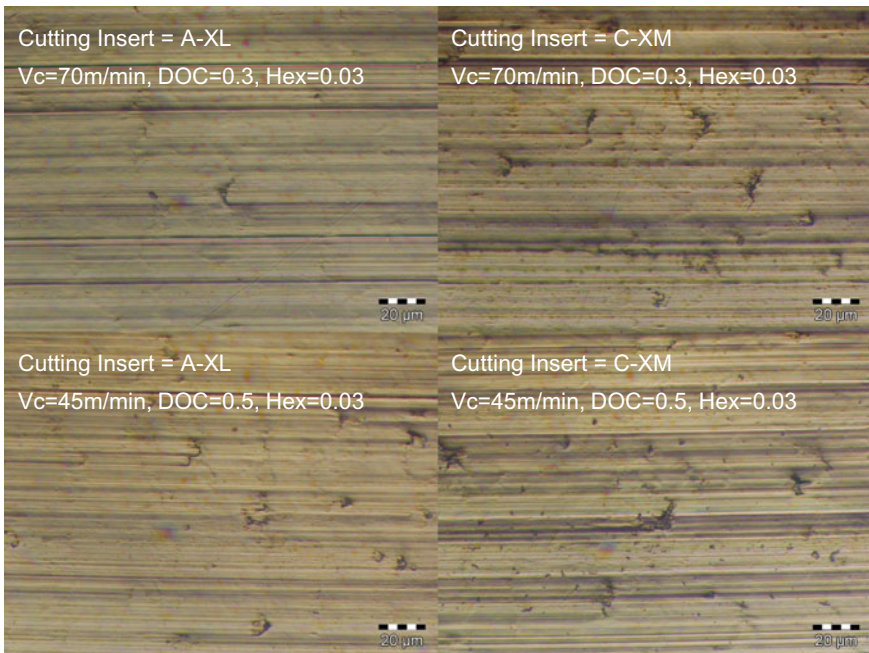 Cutting Insert = A-XL
Vc=70m/min, DOC=0.3, Hex=0.03
20 µm
Cutting Insert = C-XM
Vc=70m/min, DOC=0.3, Hex=0.03
20 µm
Cutting Insert = A-XL
Vc=45m/min, DOC=0.5, Hex=0.03
20 µm
Cutting Insert = C-XM
Vc=45m/min, DOC=0.5, Hex=0.03
20 µm